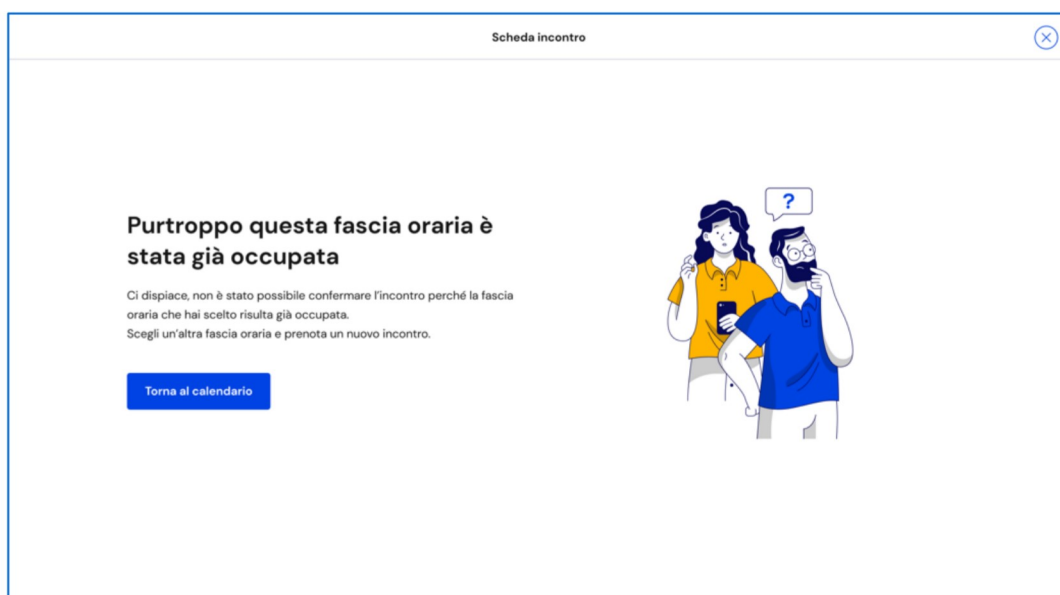 Scheda incontro
?
Purtroppo questa fascia oraria è
stata già occupata
Ci dispiace, non è stato possibile confermare l'incontro perché la fascia
oraria che hai scelto risulta già occupata.
Scegli un'altra fascia oraria e prenota un nuovo incontro.
Torna al calendario